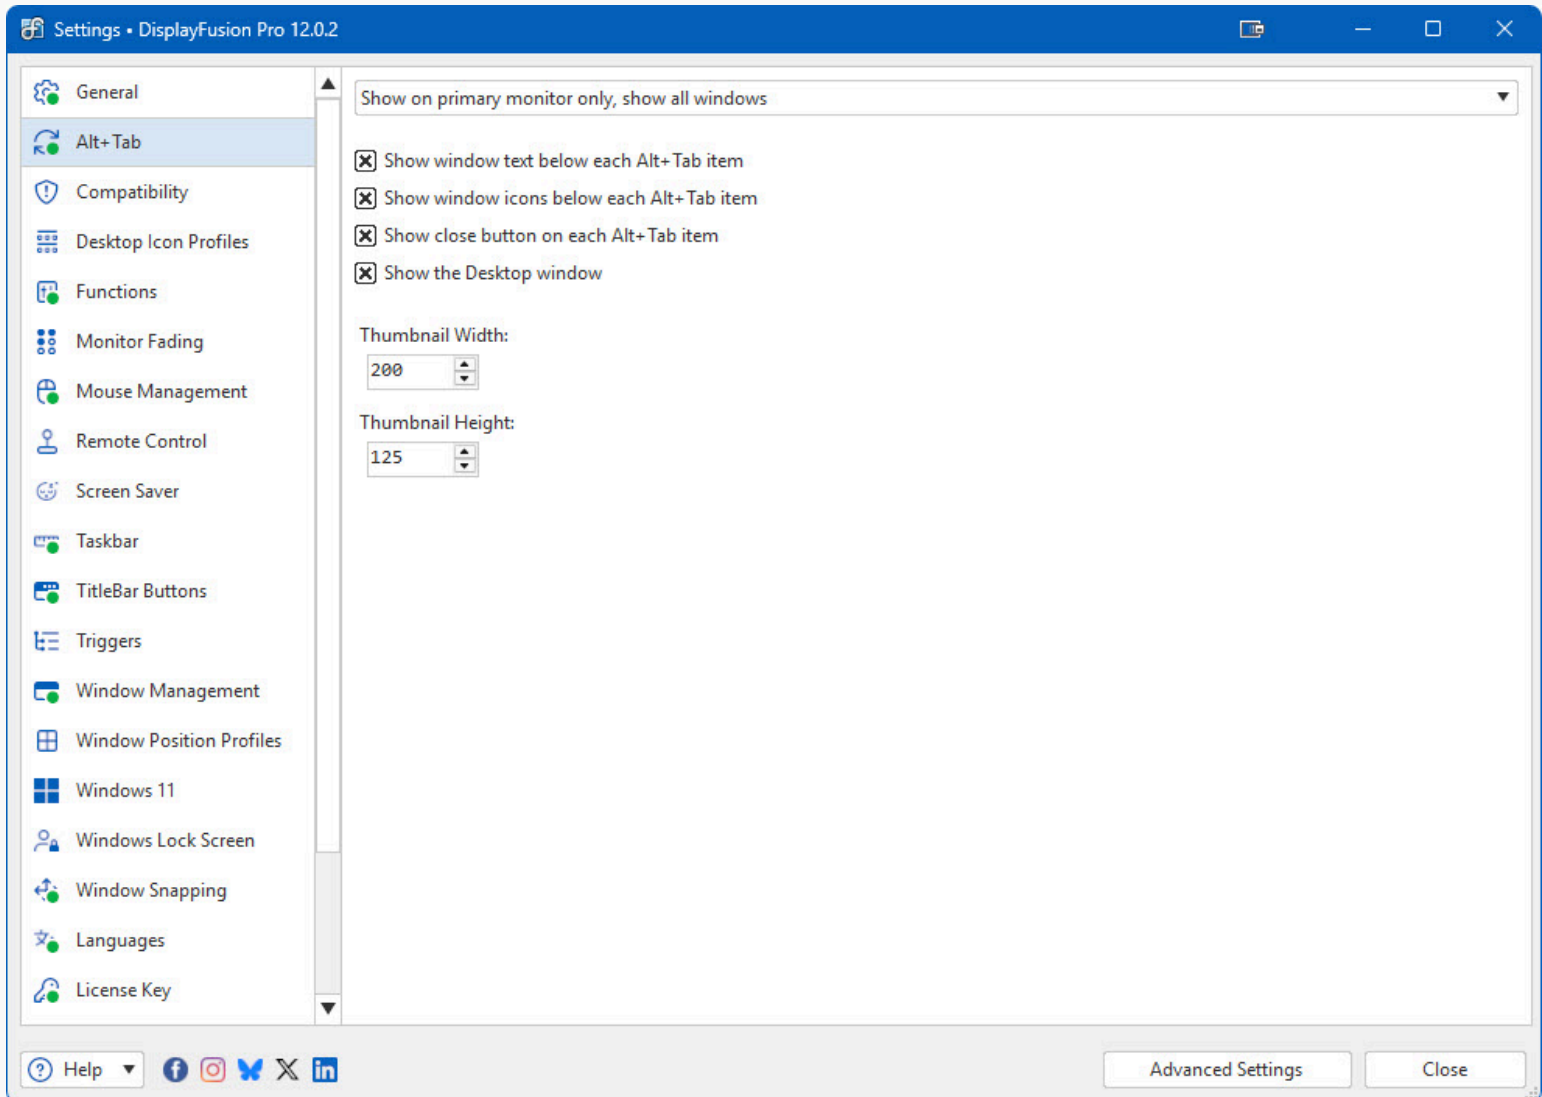 Settings • DisplayFusion Pro 12.0.2
General
Alt+Tab
Compatibility
Desktop Icon Profiles
Functions
Monitor Fading
Mouse Management
Remote Control
Screen Saver
Taskbar
TitleBar Buttons
Triggers
Window Management
Window Position Profiles
Windows 11
Windows Lock Screen
Window Snapping
Languages
License Key
Show on primary monitor only, show all windows
Show window text below each Alt+Tab item
Show window icons below each Alt+Tab item
Show close button on each Alt+Tab item
Show the Desktop window
Thumbnail Width:
200
Thumbnail Height:
125
Help
Advanced Settings
Close